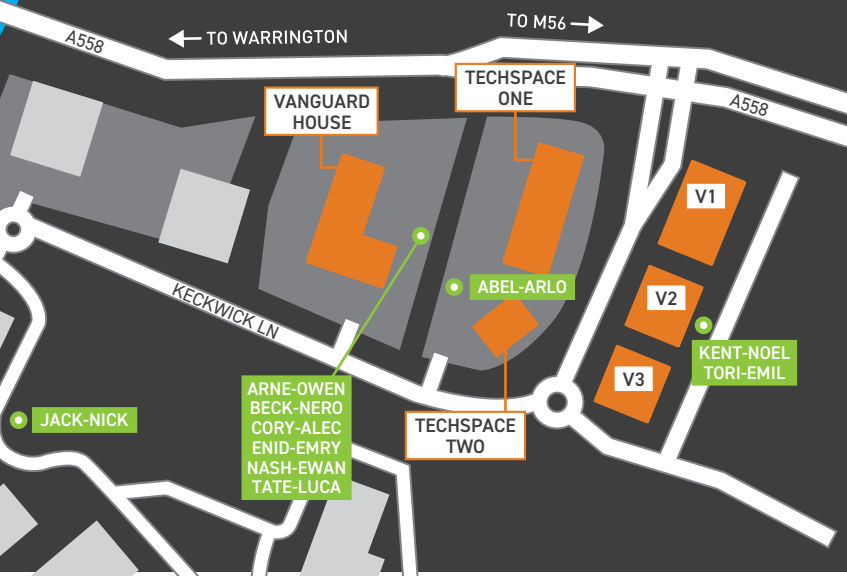 TO M56
TO WARRINGTON
A558
TECHSPACE
ONE
VANGUARD
HOUSE
A558
V1
ABEL-ARLO
V2
KECKWICK LN
KENT-NOEL
TORI-EMIL
V3
ARNE-OWEN
BECK-NERO
CORY-ALEC
ENID-EMRY
NASH-EWAN
TATE-LUCA
JACK-NICK
TECHSPACE
TWO